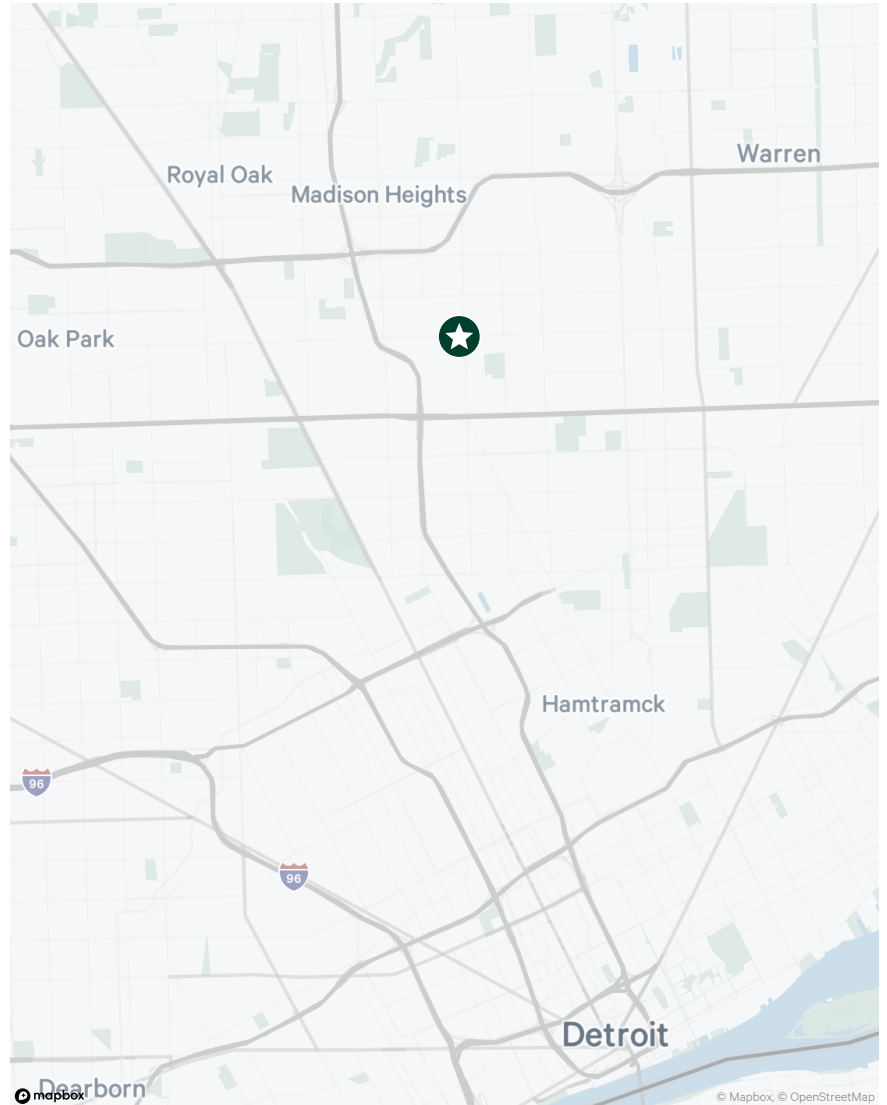 Warren
Royal Oak
Madison Heights
Oak Park
Hamtramck
96
96
Detroit
Dearborn
mapbox
© Mapbox, © OpenStreetMap